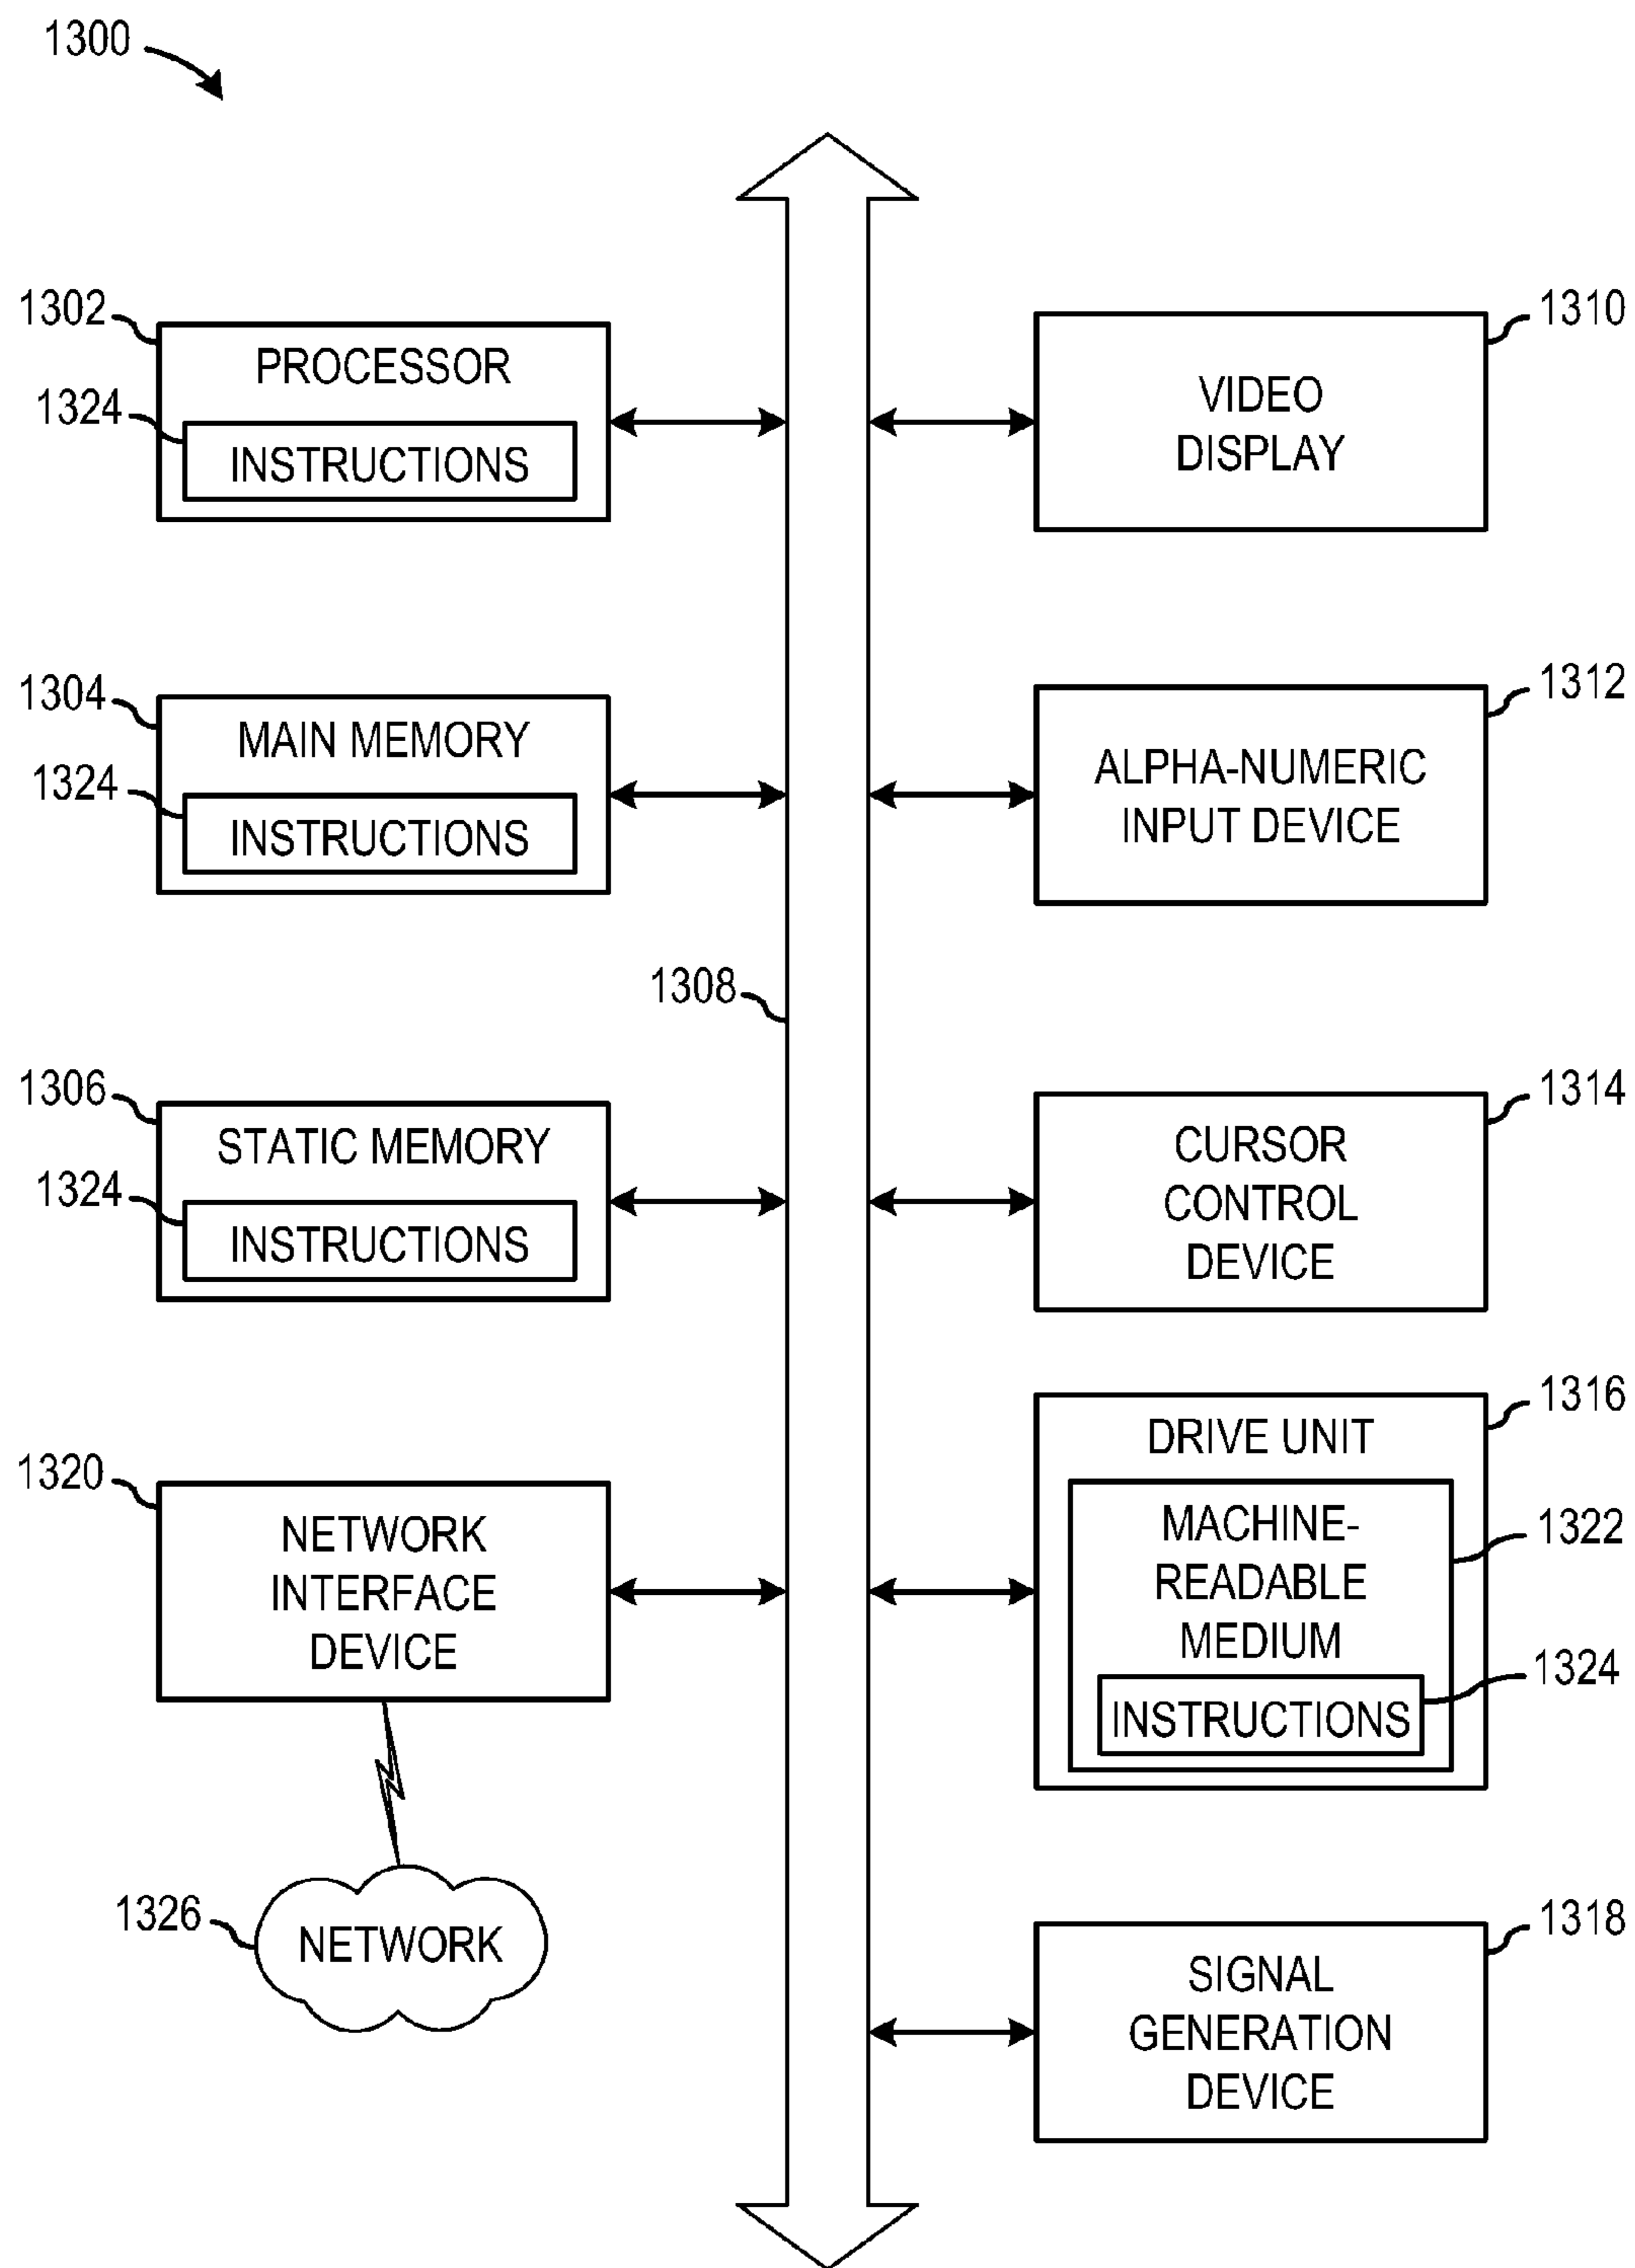 1300
1302
PROCESSOR
1324
INSTRUCTIONS
1310
VIDEO
DISPLAY
1304
MAIN MEMORY
1324
INSTRUCTIONS
1312
ALPHA-NUMERIC
INPUT DEVICE
1308
1306
STATIC MEMORY
1324
INSTRUCTIONS
1314
CURSOR
CONTROL
DEVICE
1320
NETWORK
INTERFACE
DEVICE
1316
DRIVE UNIT
MACHINE-
READABLE
MEDIUM
1322
INSTRUCTIONS
1324
1326
NETWORK
1318
SIGNAL
GENERATION
DEVICE